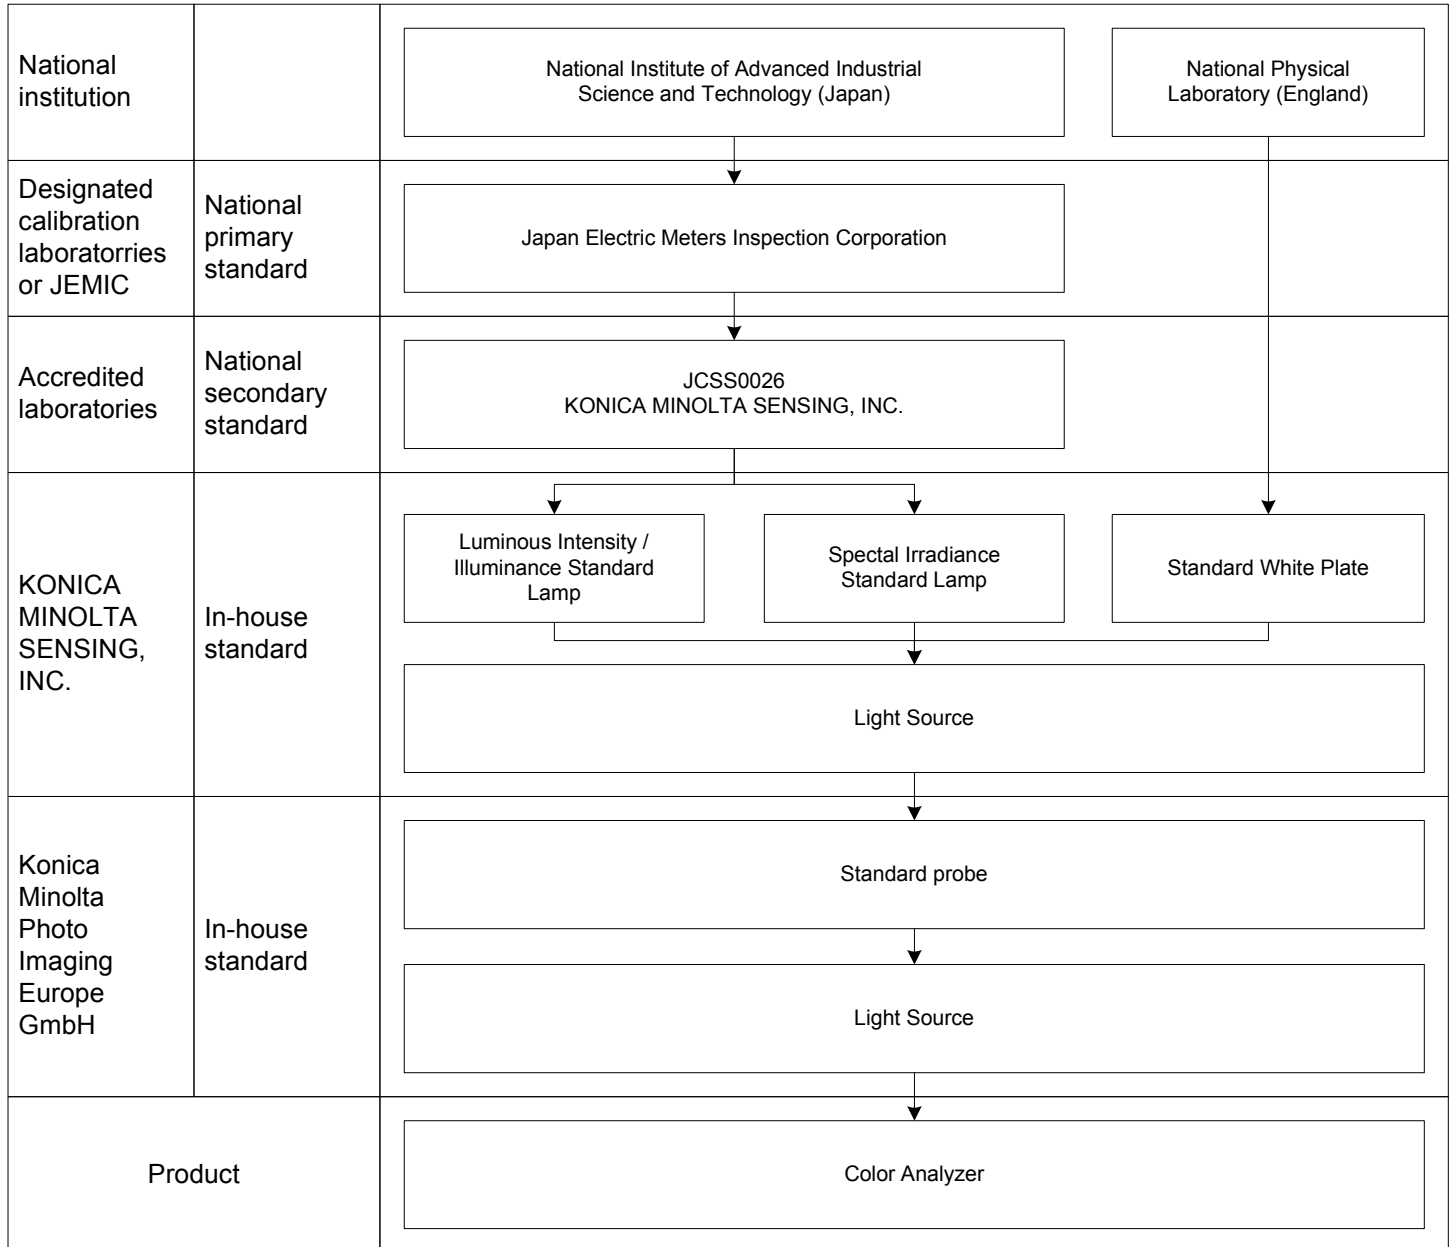 National
institution
National Institute of Advanced Industrial
Science and Technology (Japan)
National Physical
Laboratory (England)
Designated
calibration
laboratorries
or JEMIC
National
primary
standard
Japan Electric Meters Inspection Corporation
Accredited
laboratories
National
secondary
standard
JCSS0026
KONICA MINOLTA SENSING, INC.
KONICA
MINOLTA
SENSING,
INC.
In-house
standard
Luminous Intensity /
Illuminance Standard
Lamp
Spectal Irradiance
Standard Lamp
Standard White Plate
Light Source
Konica
Minolta
Photo
Imaging
Europe
GmbH
In-house
standard
Standard probe
Light Source
Product
Color Analyzer